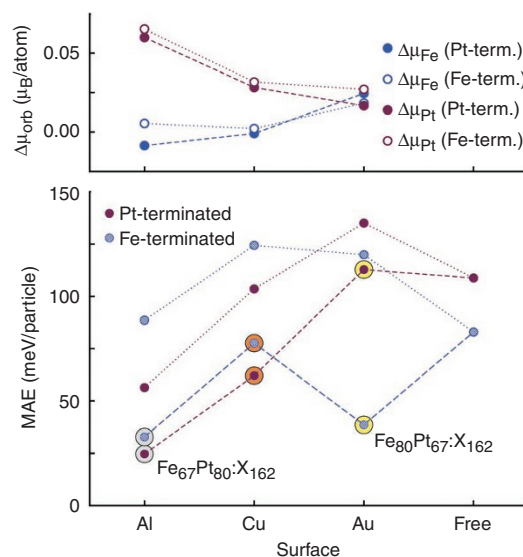 0.05
0.00
Δμorb (μB/atom)
ΔμFe (Pt-term.)
ΔμFe (Fe-term.)
ΔμPt (Pt-term.)
ΔμPt (Fe-term.)
150
100
50
0
MAE (meV/particle)
Pt-terminated
Fe-terminated
Fe80Pt67:X162
Fe67Pt80:X162
Al Cu Au Free
Surface